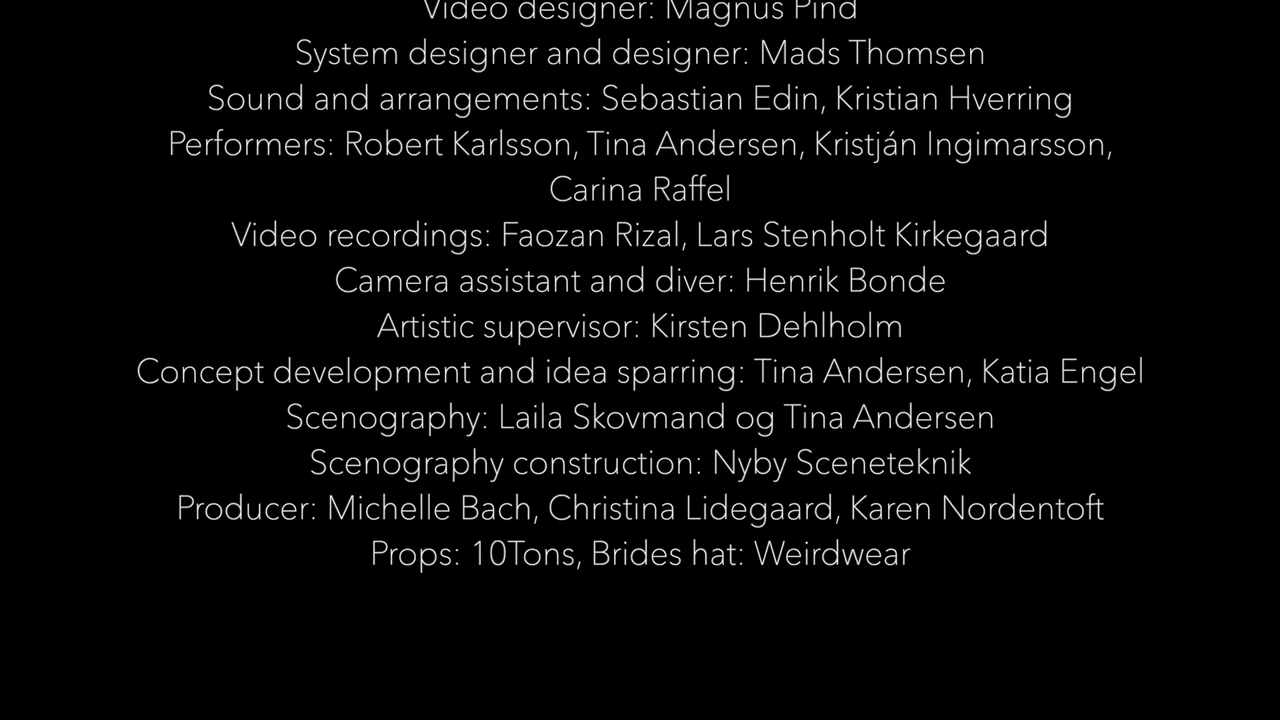 Video designer: Magnus Pind
System designer and designer: Mads Thomsen
Sound and arrangements: Sebastian Edin, Kristian Hverring
Performers: Robert Karlsson, Tina Andersen, Kristján Ingimarsson,
Carina Raffel
Video recordings: Faozan Rizal, Lars Stenholt Kirkegaard
Camera assistant and diver: Henrik Bonde
Artistic supervisor: Kirsten Dehlholm
Concept development and idea sparring: Tina Andersen, Katia Engel
Scenography: Laila Skovmand og Tina Andersen
Scenography construction: Nyby Sceneteknik
Producer: Michelle Bach, Christina Lidegaard, Karen Nordentoft
Props: 10Tons, Brides hat: Weirdwear